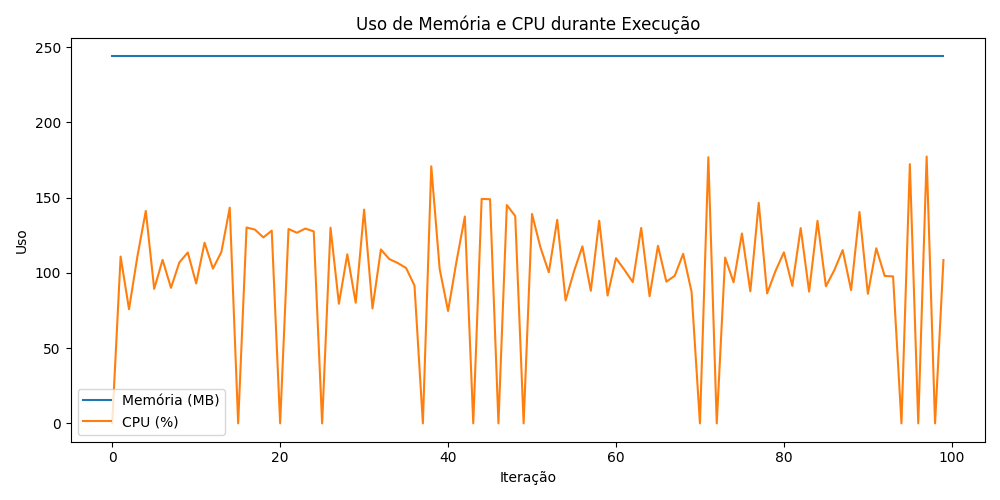 Uso de Memória e CPU durante Execução
250
200
150
100
50
0
Uso
Memória (MB)
CPU (%)
0 20 40 60 80 100
Iteração